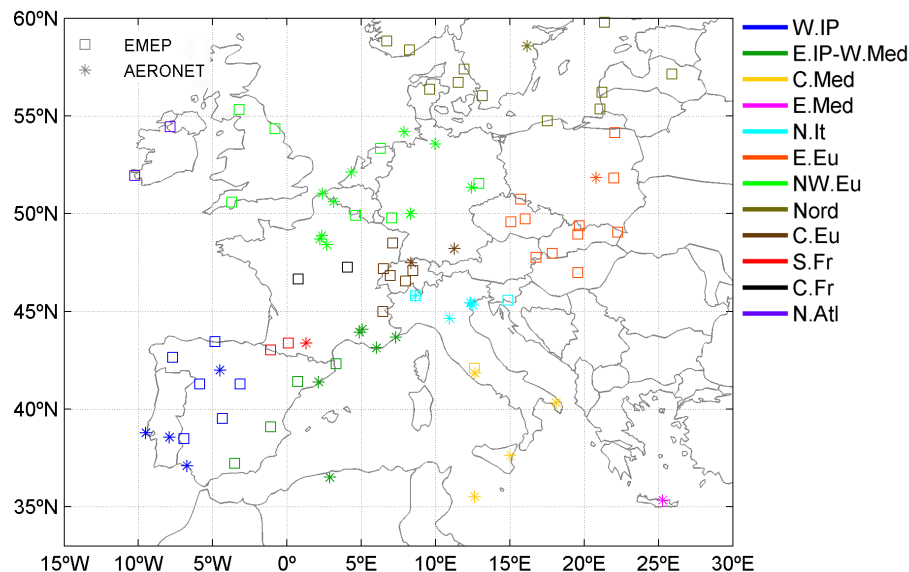 60ºN
EMEP
AERONET
55ºN
50ºN
45ºN
40ºN
35ºN
15ºW
10ºW
5ºW
0º
5ºE
10ºE
15ºE
20ºE
25ºE
30ºE
W.IP
E.IP-W.Med
C.Med
E.Med
N.It
E.Eu
NW.Eu
Nord
C.Eu
S.Fr
C.Fr
N.Atl